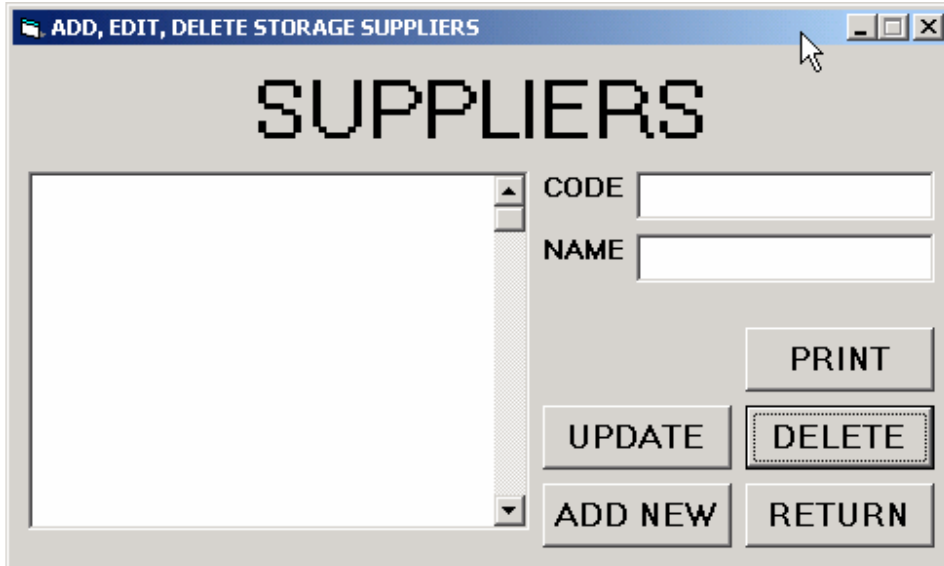 ADD, EDIT, DELETE STORAGE SUPPLIERS
SUPPLIERS
CODE
NAME
PRINT
UPDATE DELETE
ADD NEW RETURN